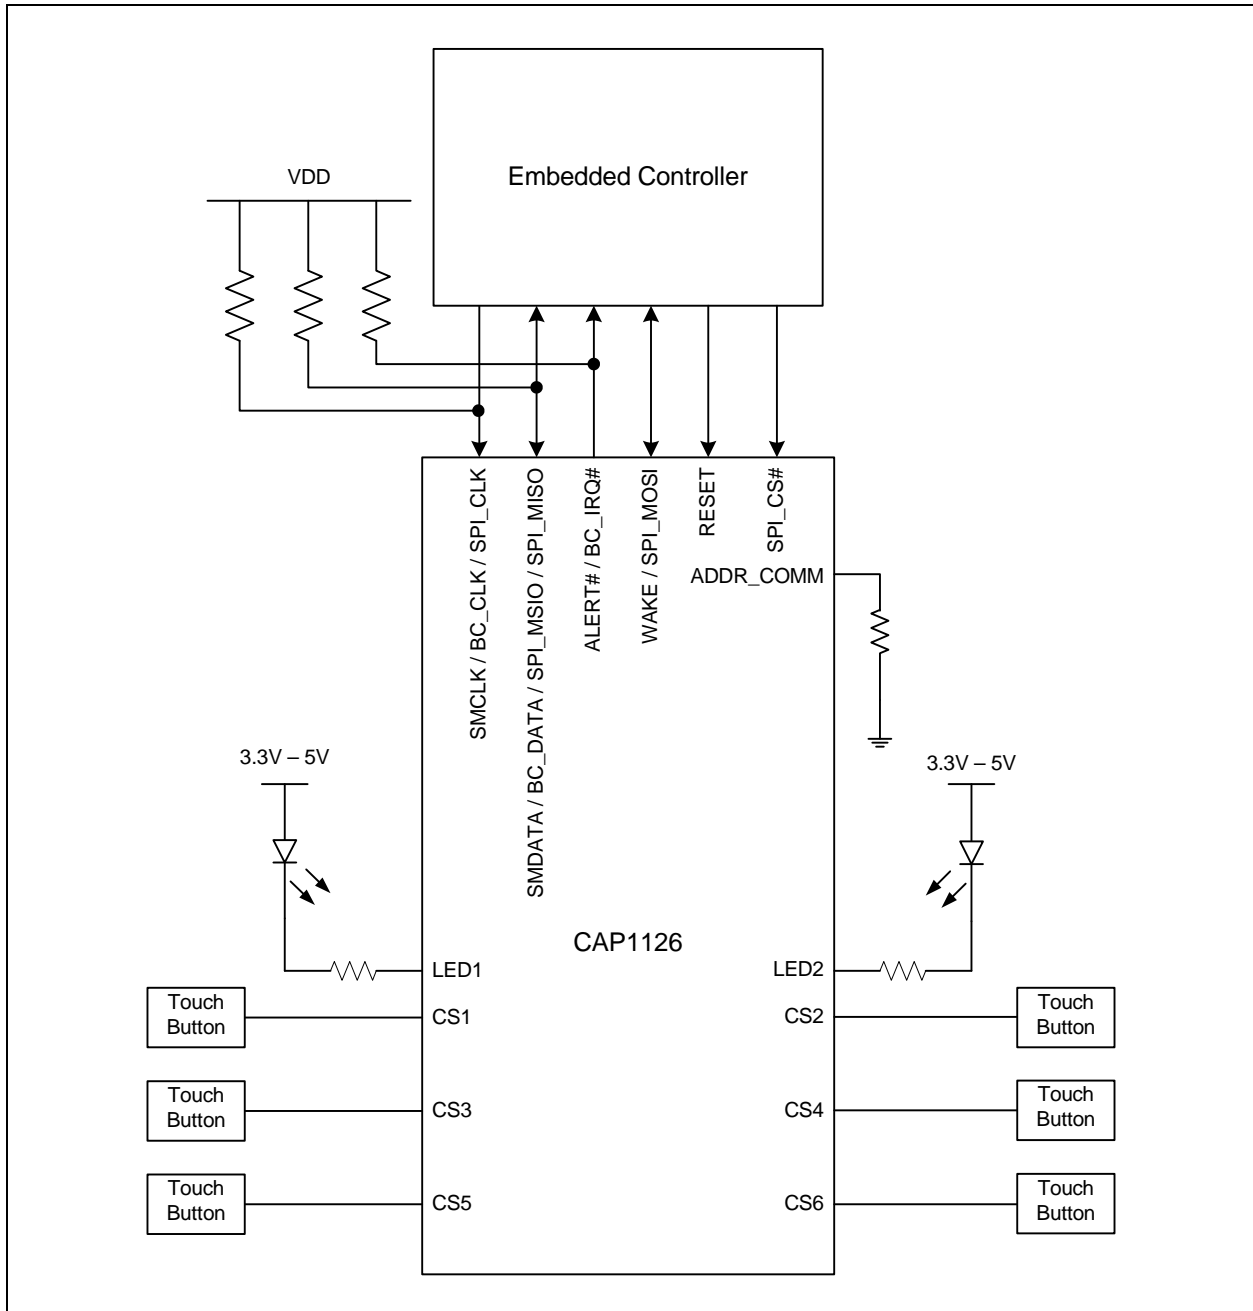 Embedded Controller
VDD
SMCLK / BC_CLK / SPI_CLK
SMDATA / BC_DATA / SPI_MSIO / SPI_MISO
ALERT# / BC_IRQ#
WAKE / SPI_MOSI
RESET
SPI_CS#
ADDR_COMM
3.3V – 5V
3.3V – 5V
CAP1126
LED1
LED2
Touch
Button
CS1
CS2
Touch
Button
Touch
Button
CS3
CS4
Touch
Button
Touch
Button
CS5
CS6
Touch
Button